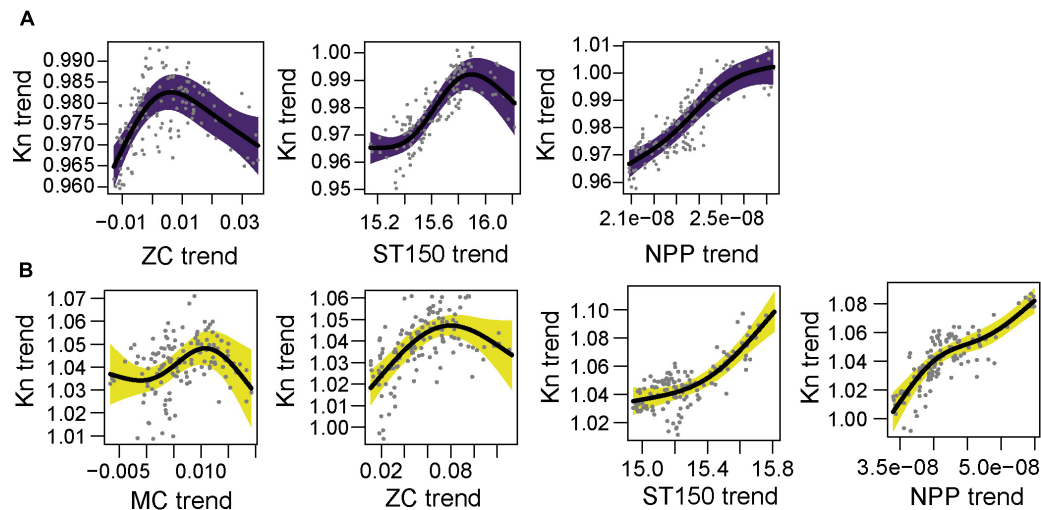 A
Kn trend
0.990
0.985
0.980
0.975
0.970
0.965
0.960
−0.01 0.01 0.03
ZC trend
Kn trend
1.00
0.99
0.98
0.97
0.96
0.95
15.2 15.6 16.0
ST150 trend
Kn trend
1.01
1.00
0.99
0.98
0.97
0.96
2.1e−08 2.5e−08
NPP trend
B
Kn trend
1.07
1.06
1.05
1.04
1.03
1.02
1.01
−0.005 0.010
MC trend
Kn trend
1.06
1.05
1.04
1.03
1.02
1.01
1.00
0.02 0.08
ZC trend
Kn trend
1.10
1.08
1.06
1.04
1.02
15.0 15.4 15.8
ST150 trend
Kn trend
1.08
1.06
1.04
1.02
1.00
3.5e−08 5.0e−08
NPP trend